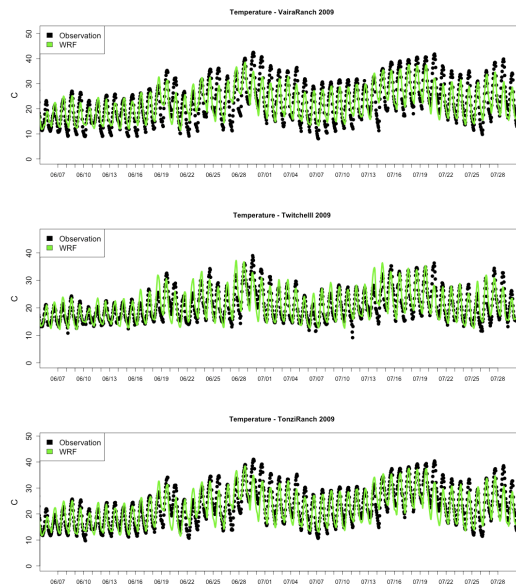 Temperature - VairaRanch 2009
Observation
WRF
C
0 10 20 30 40 50
06/07 06/10 06/13 06/16 06/19 06/22 06/25 06/28 07/01 07/04 07/07 07/10 07/13 07/16 07/19 07/22 07/25 07/28
Temperature - TwitchellI 2009
Observation
WRF
C
0 10 20 30 40
06/07 06/10 06/13 06/16 06/19 06/22 06/25 06/28 07/01 07/04 07/07 07/10 07/13 07/16 07/19 07/22 07/25 07/28
Temperature - TonziRanch 2009
Observation
WRF
C
0 10 20 30 40 50
06/07 06/10 06/13 06/16 06/19 06/22 06/25 06/28 07/01 07/04 07/07 07/10 07/13 07/16 07/19 07/22 07/25 07/28